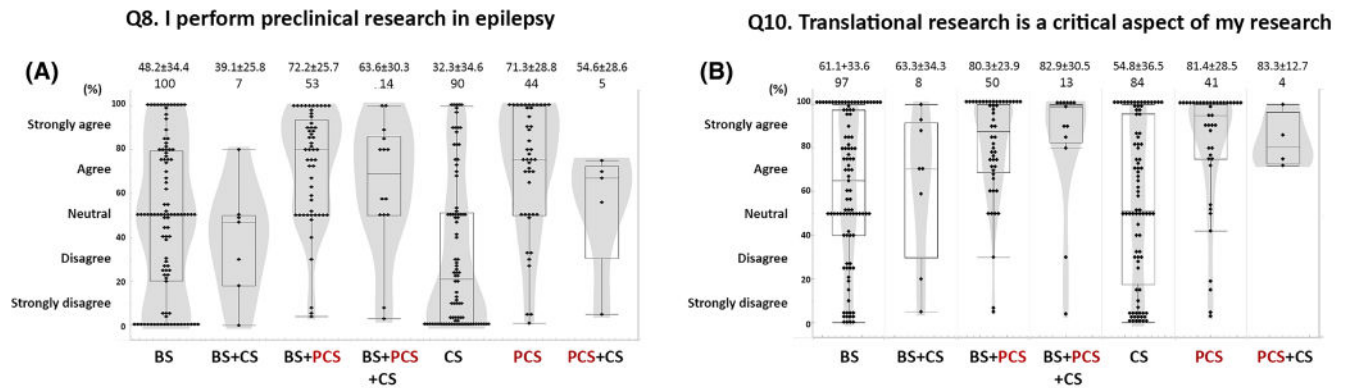 Q8. I perform preclinical research in epilepsy
(A)
48.2±34.4 39.1±25.8 72.2±25.7 63.6±30.3 32.3±34.6 71.3±28.8 54.6±28.6
100 7 53 .14 90 44 5
(%)
100
Strongly agree
80
Agree
60
Neutral
40
Disagree
20
Strongly disagree
0
BS BS+CS BS+PCS BS+PCS CS PCS PCS+CS
+CS
Q10. Translational research is a critical aspect of my research
(B)
61.1+33.6 63.3±34.3 80.3±23.9 82.9±30.5 54.8±36.5 81.4±28.5 83.3±12.7
97 8 50 13 84 41 4
(%)
100
Strongly agree
80
Agree
60
Neutral
40
Disagree
20
Strongly disagree
0
BS BS+CS BS+PCS BS+PCS CS PCS PCS+CS
+CS